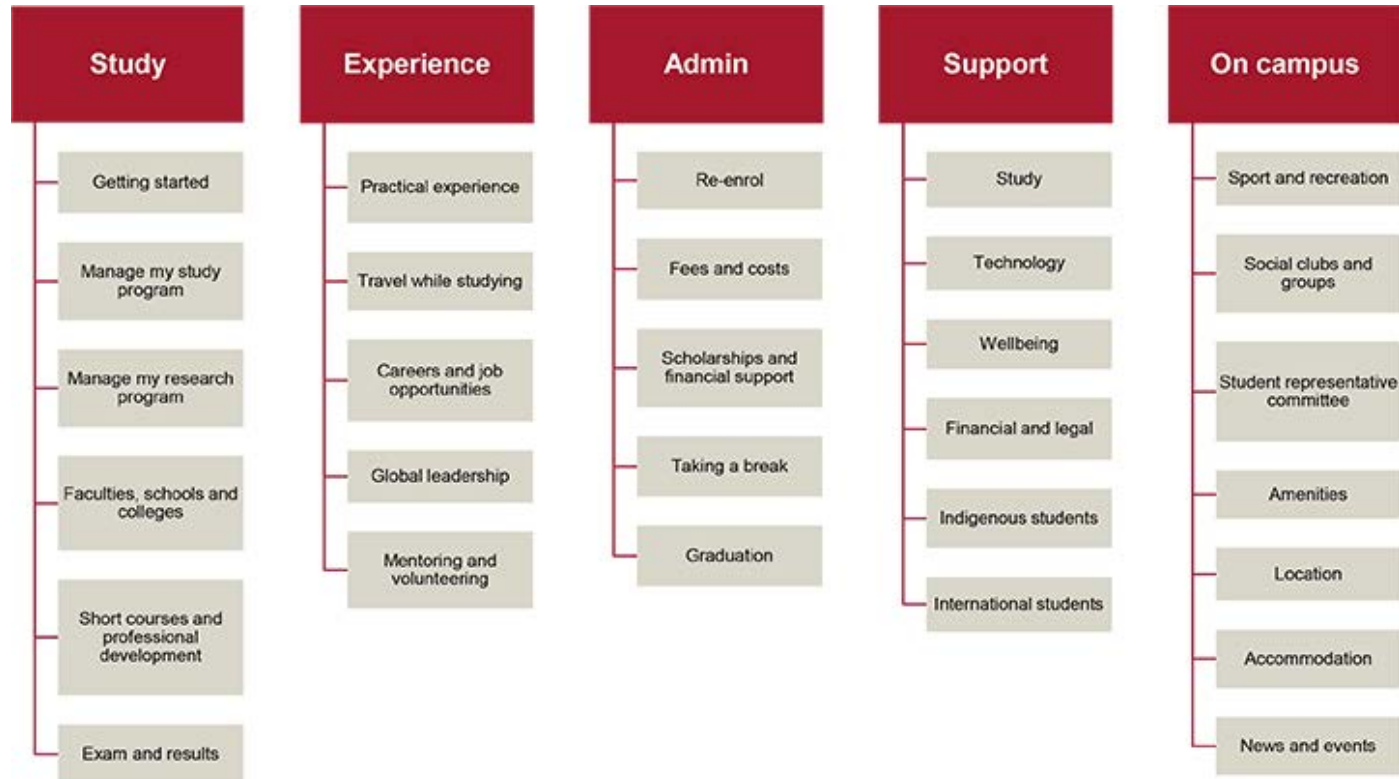 Study
Getting started
Manage my study
program
Manage my research
program
Faculties, schools and
colleges
Short courses and
professional
development
Exam and results
Experience
Practical experience
Travel while studying
Careers and job
opportunities
Global leadership
Mentoring and
volunteering
Admin
Re-enrol
Fees and costs
Scholarships and
financial support
Taking a break
Graduation
Support
Study
Technology
Wellbeing
Financial and legal
Indigenous students
International students
On campus
Sport and recreation
Social clubs and
groups
Student representative
committee
Amenities
Location
Accommodation
News and events